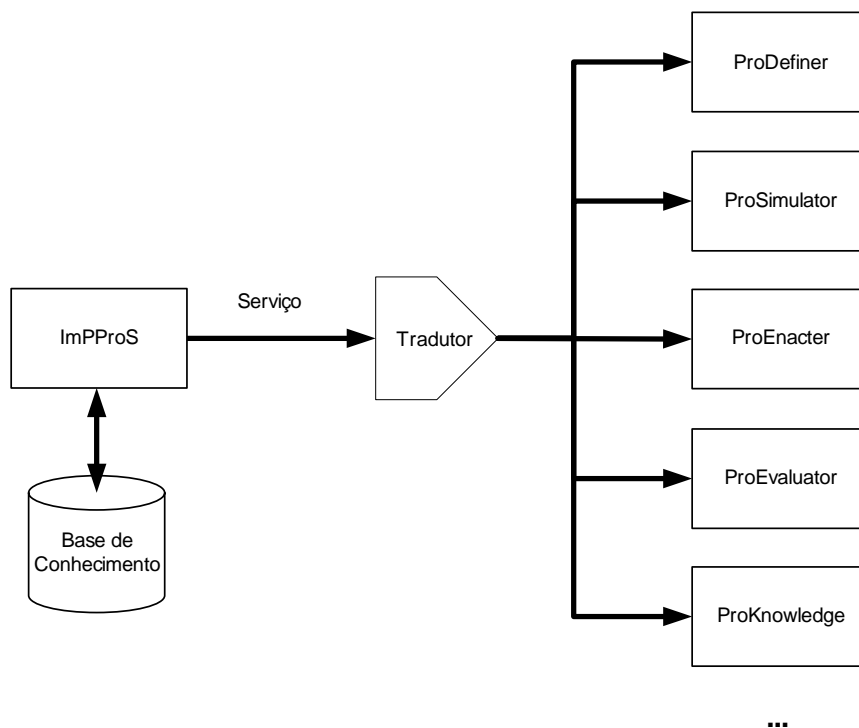 ProDefiner
ProSimulator
Serviço
ImPProS
Tradutor
ProEnacter
ProEvaluator
Base de
Conhecimento
ProKnowledge
...